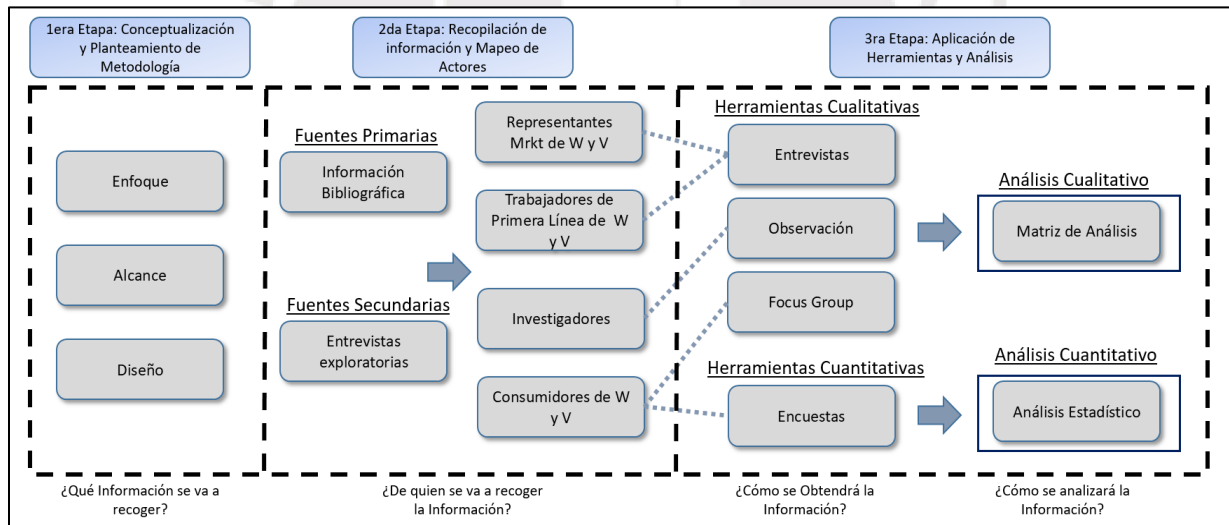 1era Etapa: Conceptualización
y Planteamiento de
Metodología
2da Etapa: Recopilación de
información y Mapeo de
Actores
3ra Etapa: Aplicación de
Herramientas y Análisis
Enfoque
Alcance
Diseño
Fuentes Primarias
Información
Bibliográfica
Fuentes Secundarias
Entrevistas
exploratorias
Representantes
Mrkt de W y V
Trabajadores de
Primera Línea de W
y V
Investigadores
Consumidores de W
y V
Herramientas Cualitativas
Entrevistas
Observación
Focus Group
Herramientas Cuantitativas
Encuestas
Análisis Cualitativo
Matriz de Análisis
Análisis Cuantitativo
Análisis Estadístico
¿Qué Información se va a
recoger?
¿De quien se va a recoger
la Información?
¿Cómo se Obtendrá la
Información?
¿Cómo se analizará la
Información?